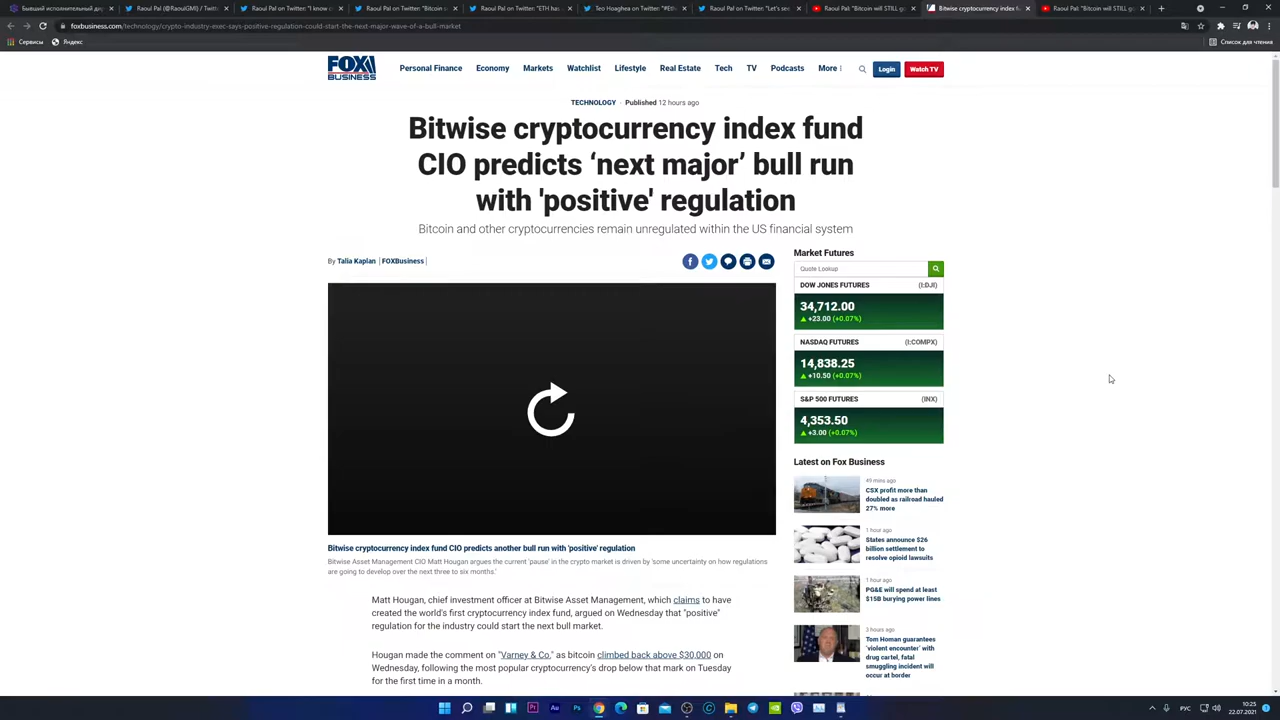 Бывший исполнительный дир
Raoul Pal (@RaoulGMI) / Twitt
Raoul Pal on Twitter: "I know c
Raoul Pal on Twitter: "Bitcoin
Raoul Pal on Twitter: "ETH has
Teo Hoarghea on Twitter:
Raoul Pal on Twitter: "Let's see
Raoul Pal: "Bitcoin will STILL go
Bitwise cryptocurrency index f
Raoul Pal: "Bitcoin will STILL go
foxbusiness.com/technology/crypto-industry-exec-says-positive-regulation-could-start-the-next-major-wave-of-a-bull-market
Сервисы
Яндекс
Список для чтения
FOX
BUSINESS
Personal Finance
Economy
Markets
Watchlist
Lifestyle
Real Estate
Tech
TV
Podcasts
More
Login
Watch TV
TECHNOLOGY · Published 12 hours ago
Bitwise cryptocurrency index fund
CIO predicts ‘next major’ bull run
with 'positive' regulation
Bitcoin and other cryptocurrencies remain unregulated within the US financial system
By Talia Kaplan | FOXBusiness |
Bitwise cryptocurrency index fund CIO predicts another bull run with 'positive' regulation
Bitwise Asset Management CIO Matt Hougan argues the current 'pause' in the crypto market is driven by 'some uncertainty on how regulations
are going to develop over the next three to six months.'
Matt Hougan, chief investment officer at Bitwise Asset Management, which claims to have
created the world's first cryptocurrency index fund, argued on Wednesday that "positive"
regulation for the industry could start the next bull market.
Hougan made the comment on "Varney & Co." as bitcoin climbed back above $30,000 on
Wednesday, following the most popular cryptocurrency's drop below that mark on Tuesday
for the first time in a month.
Market Futures
Quote Lookup
DOW JONES FUTURES (I:DJI)
34,712.00
▲ +23.00 (+0.07%)
NASDAQ FUTURES (I:COMPX)
14,838.25
▲ +10.50 (+0.07%)
S&P 500 FUTURES (INX)
4,353.50
▲ +3.00 (+0.07%)
Latest on Fox Business
49 mins ago
CSX profit more than
doubled as railroad hauled
27% more
1 hour ago
States announce $26
billion settlement to
resolve opioid lawsuits
1 hour ago
PG&E will spend at least
$15B burying power lines
3 hours ago
Tom Homan guarantees
'violent encounter' with
drug cartel, fatal
smuggling incident will
occur at border
РУС
10:25
22.07.2021